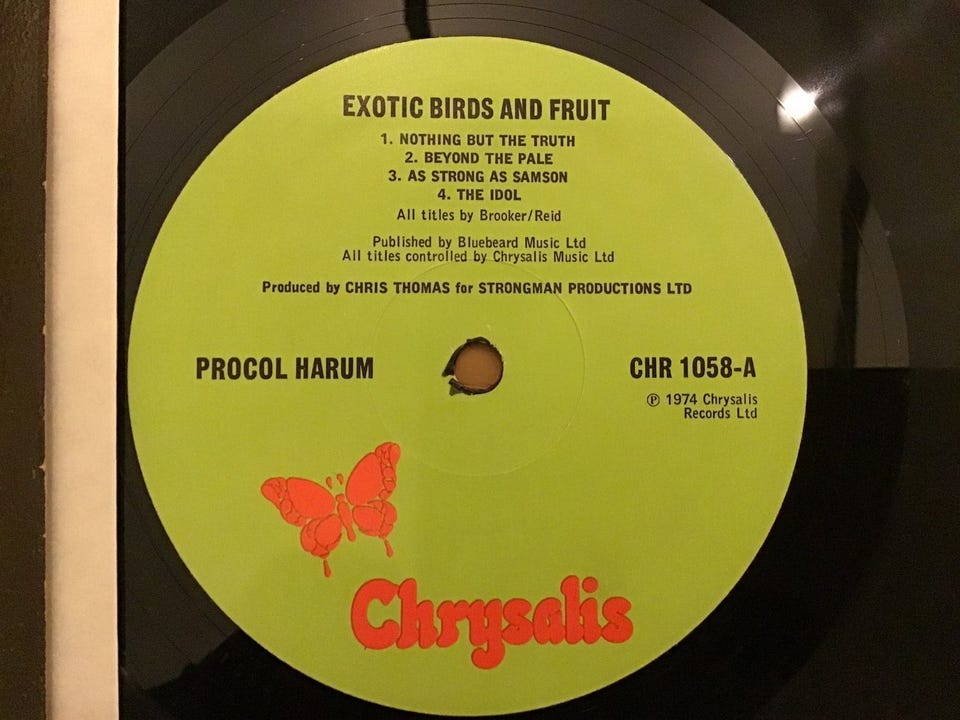 EXOTIC BIRDS AND FRUIT
1. NOTHING BUT THE TRUTH
2. BEYOND THE PALE
3. AS STRONG AS SAMSON
4. THE IDOL
All titles by Brooker/Reid
Published by Bluebeard Music Ltd
All titles controlled by Chrysalis Music Ltd
Produced by CHRIS THOMAS for STRONGMAN PRODUCTIONS LTD
PROCOL HARUM
CHR 1058-A
℗ 1974 Chrysalis
Records Ltd
Chrysalis